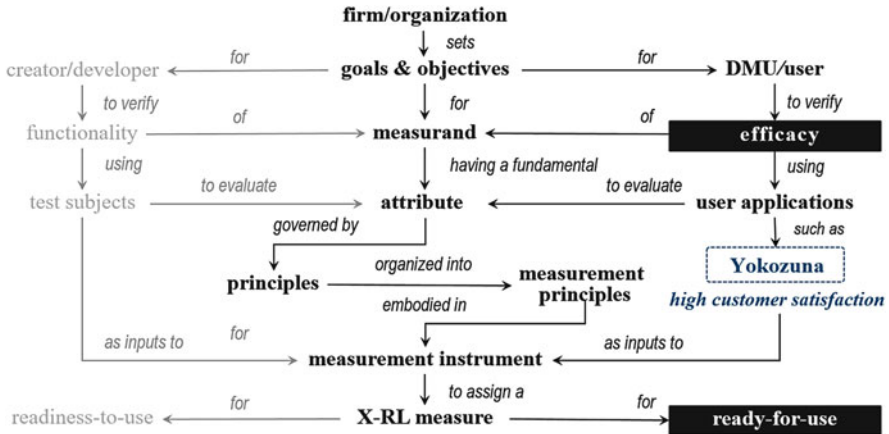 firm/organization
sets
creator/developer for goals & objectives for DMU/user
to verify for to verify
functionality of measurand of efficacy
using having a fundamental using
test subjects to evaluate attribute to evaluate user applications
governed by such as
principles organized into measurement principles Yokozuna
embodied in high customer satisfaction
as inputs to for measurement instrument as inputs to
to assign a
readiness-to-use for X-RL measure for ready-for-use